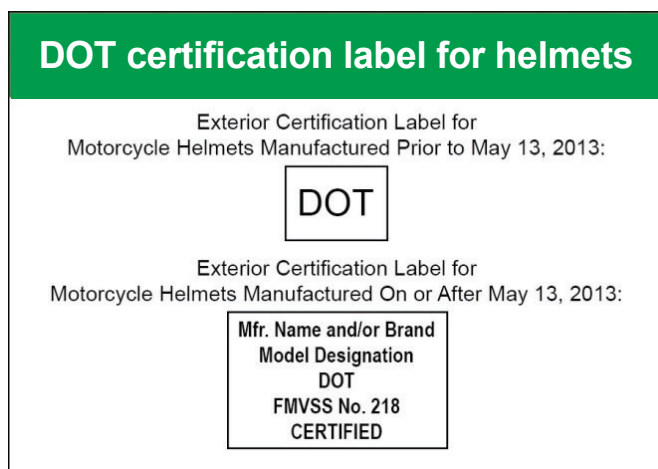 DOT certification label for helmets
Exterior Certification Label for
Motorcycle Helmets Manufactured Prior to May 13, 2013:
DOT
Exterior Certification Label for
Motorcycle Helmets Manufactured On or After May 13, 2013:
Mfr. Name and/or Brand
Model Designation
DOT
FMVSS No. 218
CERTIFIED